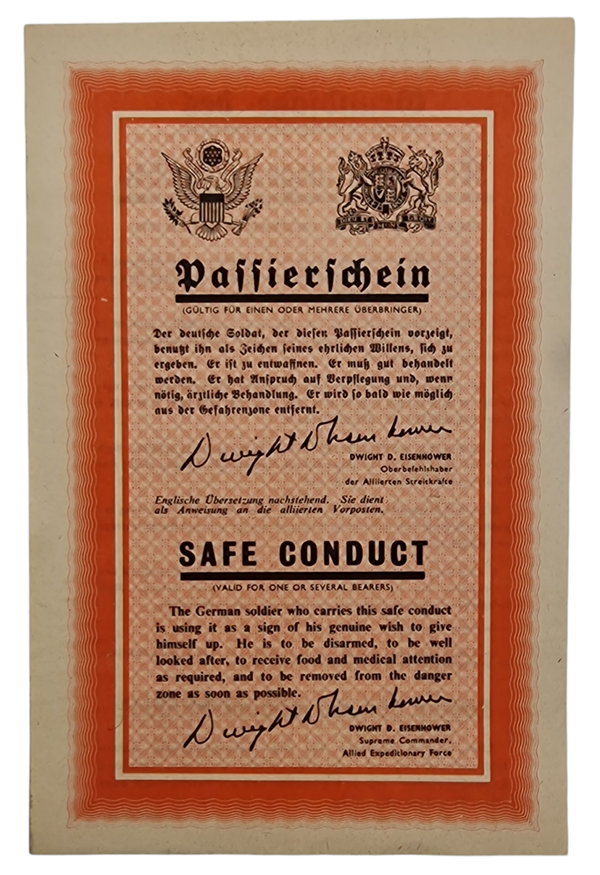 Passierschein
(GÜLTIG FÜR EINEN ODER MEHRERE ÜBERBRINGER)
Der deutsche Soldat, der diesen Passierschein vorzeigt,
benutzt ihn als Zeichen seines ehrlichen Willens, sich zu
ergeben. Er ist zu entwaffnen. Er muß gut behandelt
werden. Er hat Anspruch auf Verpflegung und, wenn
nötig, ärztliche Behandlung. Er wird so bald wie möglich
aus der Gefahrenzone entfernt.
Dwight D Eisenhower
DWIGHT D. EISENHOWER
Oberbefehlshaber
der Alliierten Streitkräfte
Englische Übersetzung nachstehend. Sie dient
als Anweisung an die alliierten Vorposten.
SAFE CONDUCT
(VALID FOR ONE OR SEVERAL BEARERS)
The German soldier who carries this safe conduct
is using it as a sign of his genuine wish to give
himself up. He is to be disarmed, to be well
looked after, to receive food and medical attention
as required, and to be removed from the danger
zone as soon as possible.
Dwight D Eisenhower
DWIGHT D. EISENHOWER
Supreme Commander,
Allied Expeditionary Force